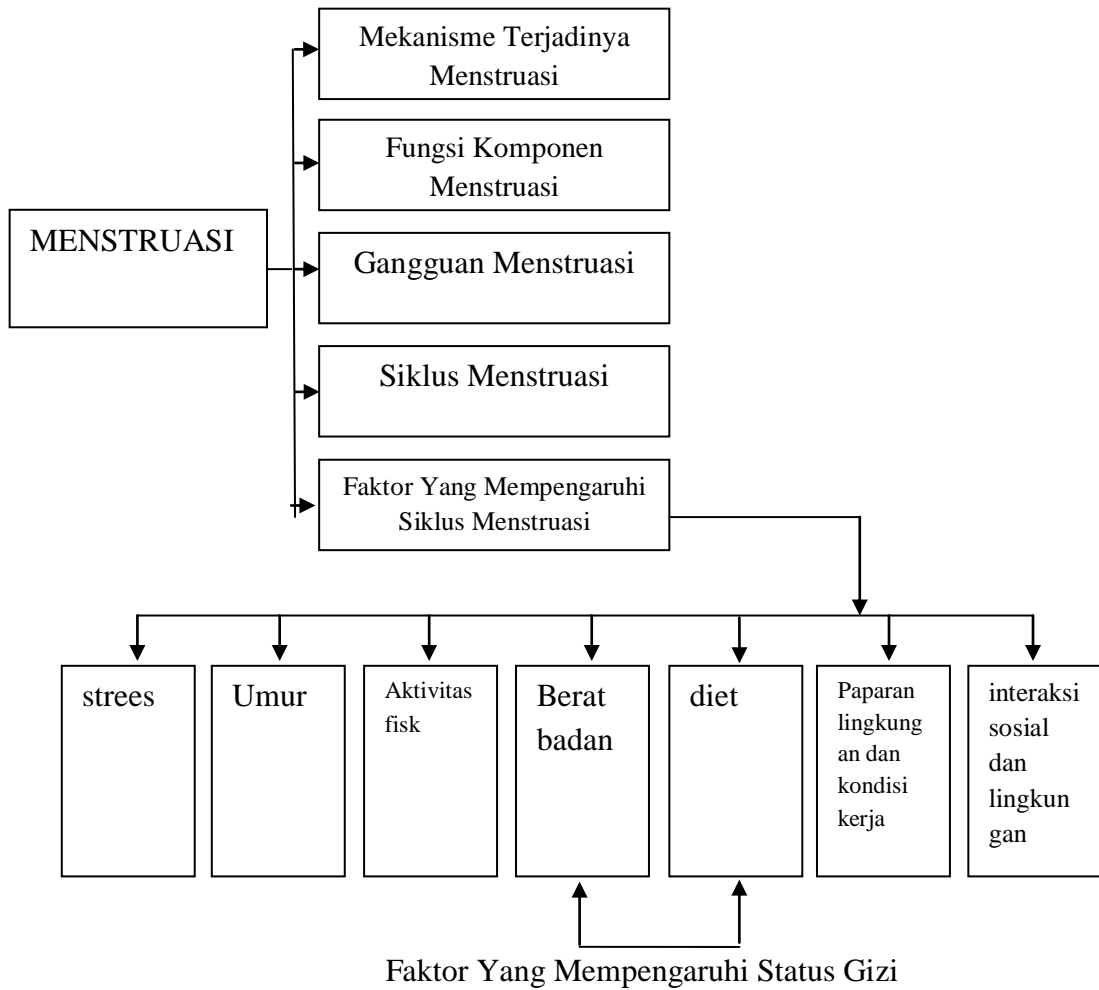 Mekanisme Terjadinya
Menstruasi
Fungsi Komponen
Menstruasi
MENSTRUASI
Gangguan Menstruasi
Siklus Menstruasi
Faktor Yang Mempengaruhi
Siklus Menstruasi
strees
Umur
Aktivitas
fisk
Berat
badan
diet
Paparan
lingkung
an dan
kondisi
kerja
interaksi
sosial
dan
lingkun
gan
Faktor Yang Mempengaruhi Status Gizi